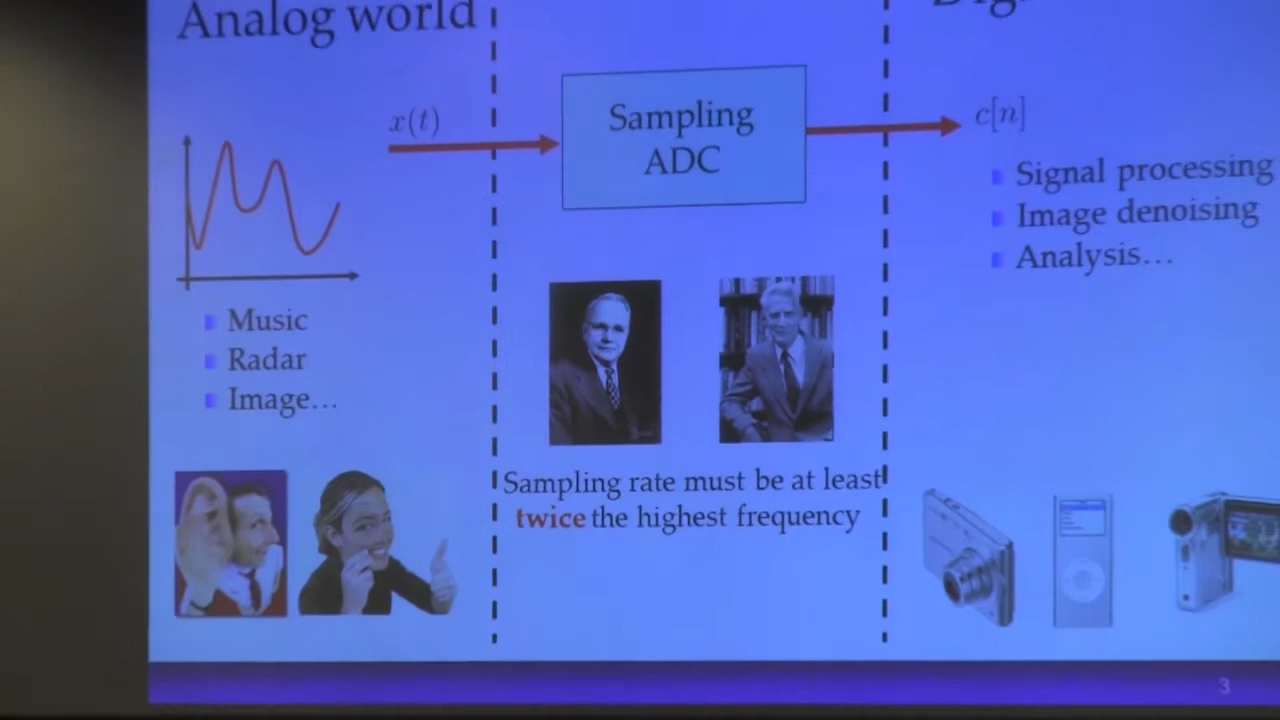 Analog world
x(t)
Sampling
ADC
c[n]
Signal processing
Image denoising
Analysis…
Music
Radar
Image…
Sampling rate must be at least
twice the highest frequency
3